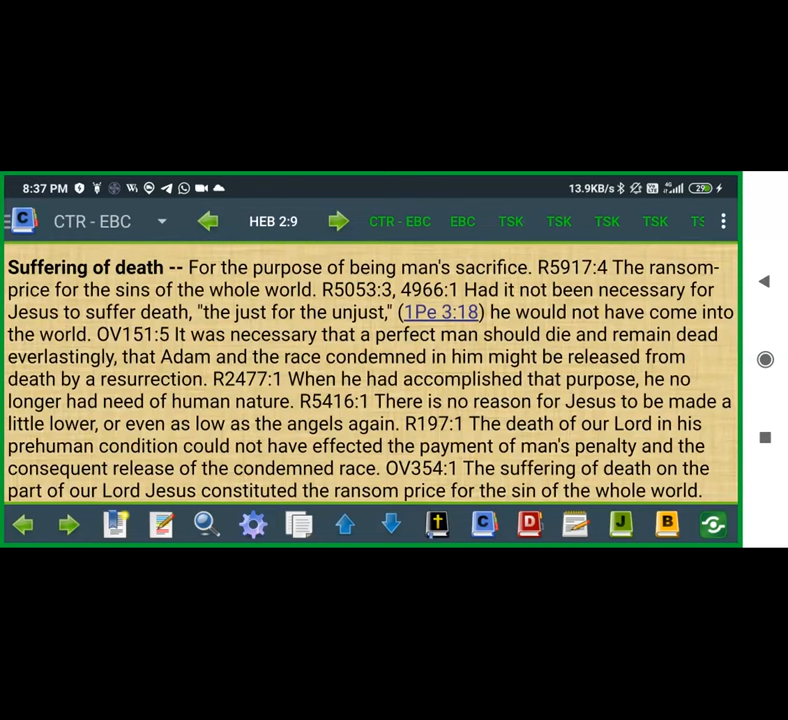 8:37 PM 13.9KB/s 4G 29
C CTR - EBC HEB 2:9 CTR - EBC EBC TSK TSK TSK TSK TS
Suffering of death -- For the purpose of being man's sacrifice. R5917:4 The ransom-
price for the sins of the whole world. R5053:3, 4966:1 Had it not been necessary for
Jesus to suffer death, "the just for the unjust," (1Pe 3:18) he would not have come into
the world. OV151:5 It was necessary that a perfect man should die and remain dead
everlastingly, that Adam and the race condemned in him might be released from
death by a resurrection. R2477:1 When he had accomplished that purpose, he no
longer had need of human nature. R5416:1 There is no reason for Jesus to be made a
little lower, or even as low as the angels again. R197:1 The death of our Lord in his
prehuman condition could not have effected the payment of man's penalty and the
consequent release of the condemned race. OV354:1 The suffering of death on the
part of our Lord Jesus constituted the ransom price for the sin of the whole world.
C D J B